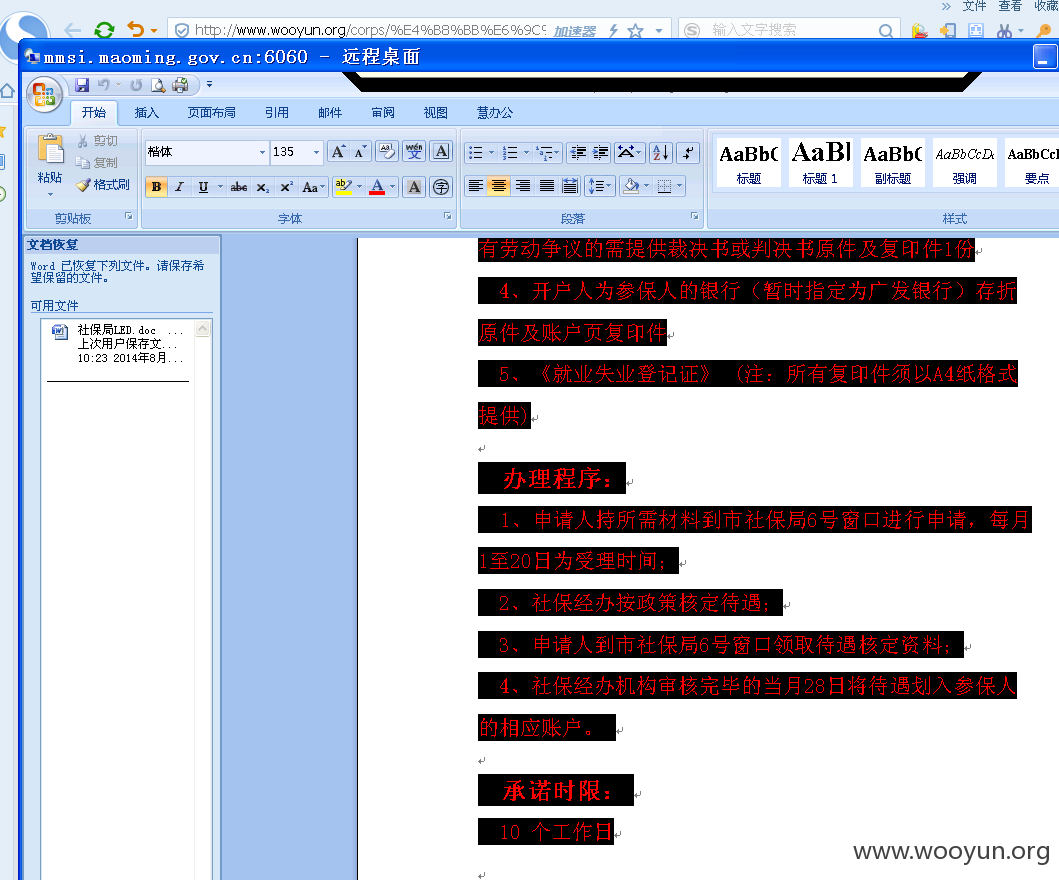 » 文件 查看 收藏
http://www.wooyun.org/corps/%E4%B8%BB%E6%9C%9 加速器 输入文字搜索
mmsi.maoming.gov.cn:6060 - 远程桌面
开始 插入 页面布局 引用 邮件 审阅 视图 慧办公
粘贴 剪切 复制 格式刷
楷体 135
AaBb( AaBl AaBb( AaBbCcDı AaBbCcI
标题 标题 1 副标题 强调 要点
剪贴板 字体 段落 样式
文档恢复
Word 已恢复下列文件。请保存希
望保留的文件。
可用文件
社保局LED.doc ...
上次用户保存文...
10:23 2014年8月...
有劳动争议的需提供裁决书或判决书原件及复印件1份
4、开户人为参保人的银行（暂时指定为广发银行）存折
原件及账户页复印件
5、《就业失业登记证》 (注：所有复印件须以A4纸格式
提供)
办理程序：
1、申请人持所需材料到市社保局6号窗口进行申请，每月
1至20日为受理时间；
2、社保经办按政策核定待遇；
3、申请人到市社保局6号窗口领取待遇核定资料；
4、社保经办机构审核完毕的当月28日将待遇划入参保人
的相应账户。
承诺时限：
10 个工作日
www.wooyun.org